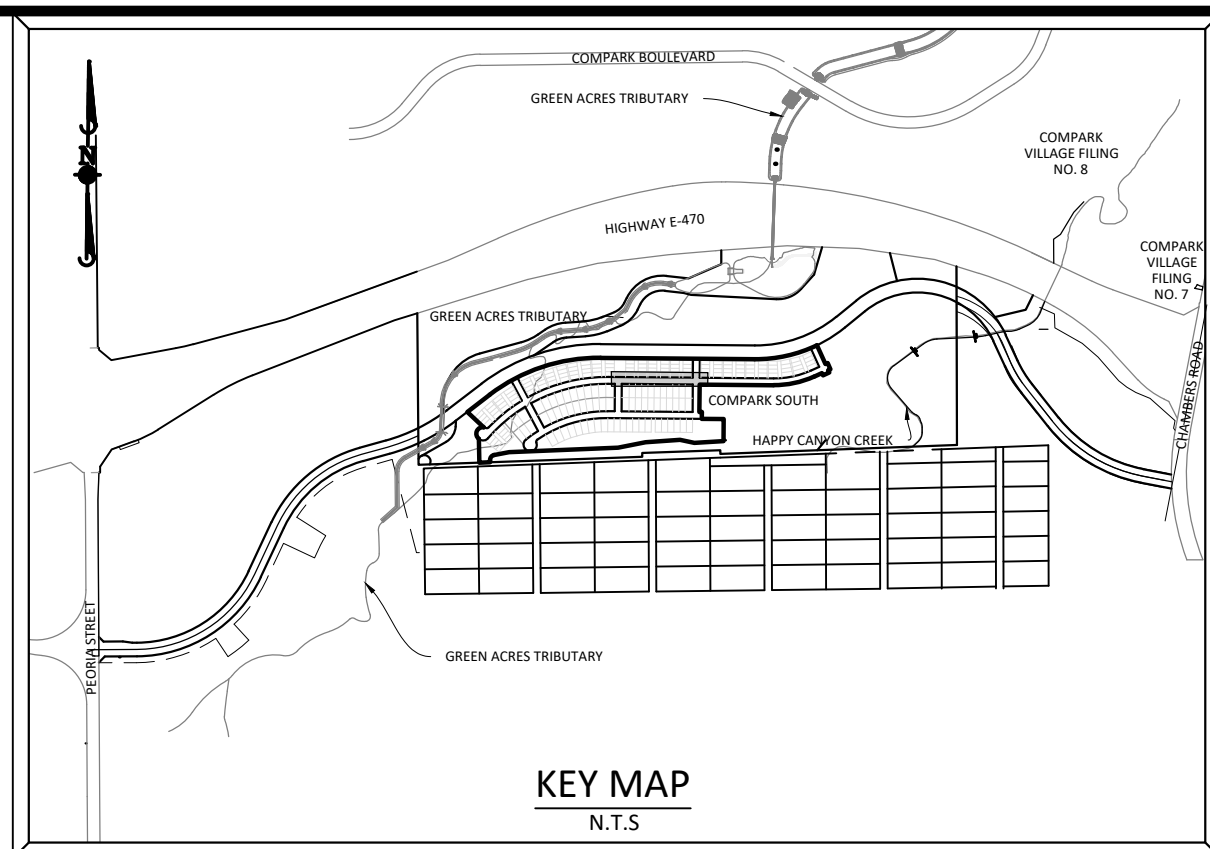 COMPARK BOULEVARD
GREEN ACRES TRIBUTARY
COMPARK
VILLAGE FILING
NO. 8
N
HIGHWAY E-470
COMPARK
VILLAGE
FILING
NO. 7
GREEN ACRES TRIBUTARY
CHAMBERS ROAD
COMPARK SOUTH
HAPPY CANYON CREEK
PEORIA STREET
GREEN ACRES TRIBUTARY
KEY MAP
N.T.S